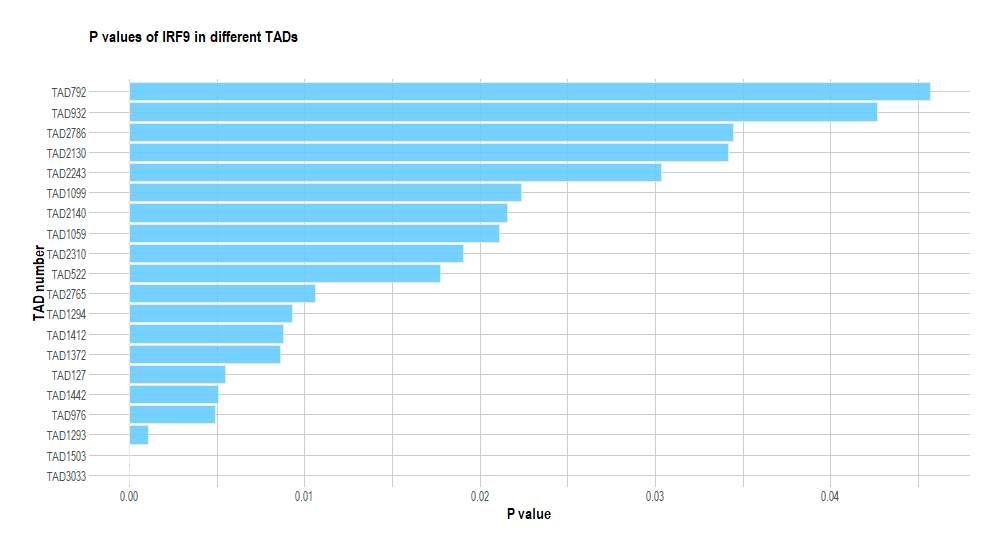 P values of IRF9 in different TADs
TAD number
TAD792
TAD932
TAD2786
TAD2130
TAD2243
TAD1099
TAD2140
TAD1059
TAD2310
TAD522
TAD2765
TAD1294
TAD1412
TAD1372
TAD127
TAD1442
TAD976
TAD1293
TAD1503
TAD3033
0.00 0.01 0.02 0.03 0.04
P value